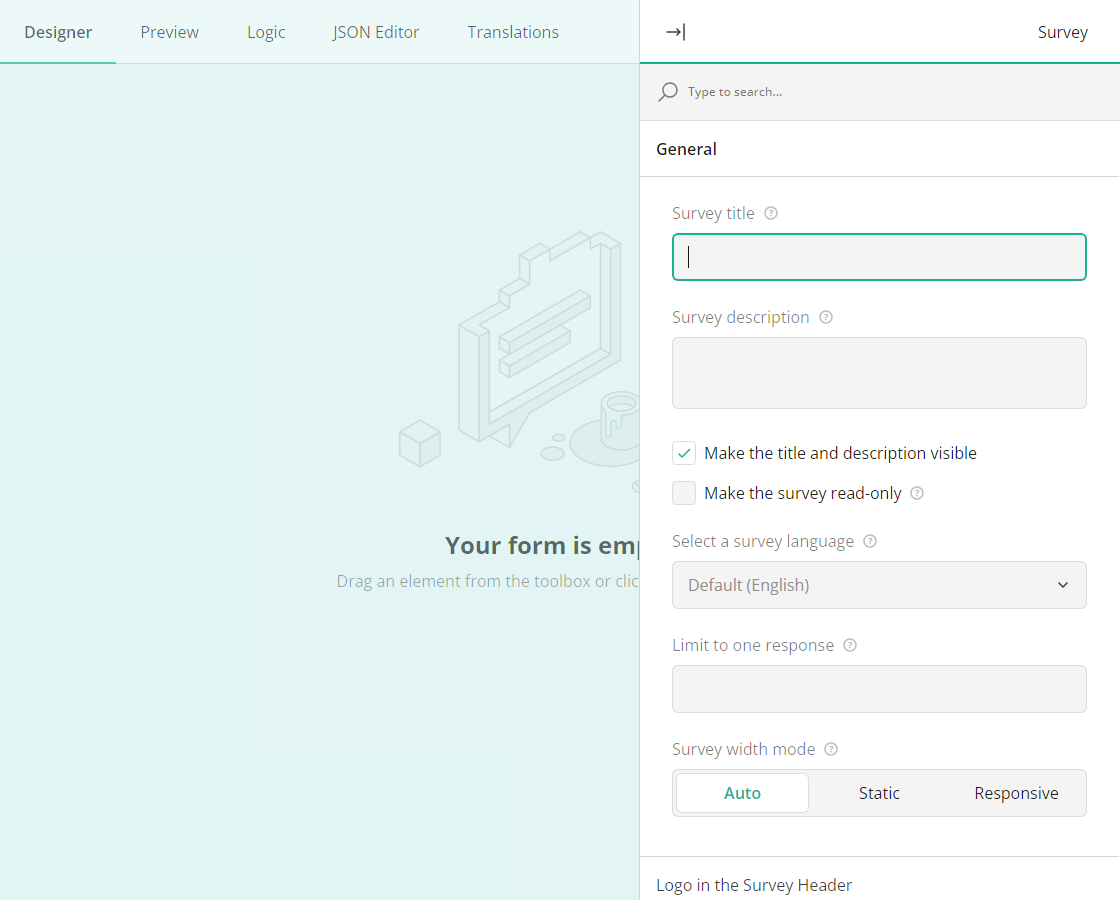 Designer Preview Logic JSON Editor Translations
Survey
Type to search...
General
Survey title
Survey description
Make the title and description visible
Make the survey read-only
Select a survey language
Default (English)
Limit to one response
Survey width mode
Auto Static Responsive
Logo in the Survey Header
Your form is emp
Drag an element from the toolbox or clic